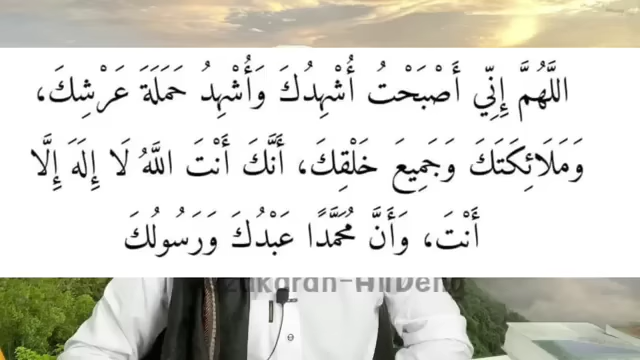 اللَّهُمَّ إِنِّي أَصْبَحْتُ أُشْهِدُكَ وَأُشْهِدُ حَمَلَةَ عَرْشِكَ،
وَمَلَائِكَتَكَ وَجَمِيعَ خَلْقِكَ، أَنَّكَ أَنْتَ اللَّهُ لَا إِلَهَ إِلَّا
أَنْتَ، وَأَنَّ مُحَمَّدًا عَبْدُكَ وَرَسُولُكَ